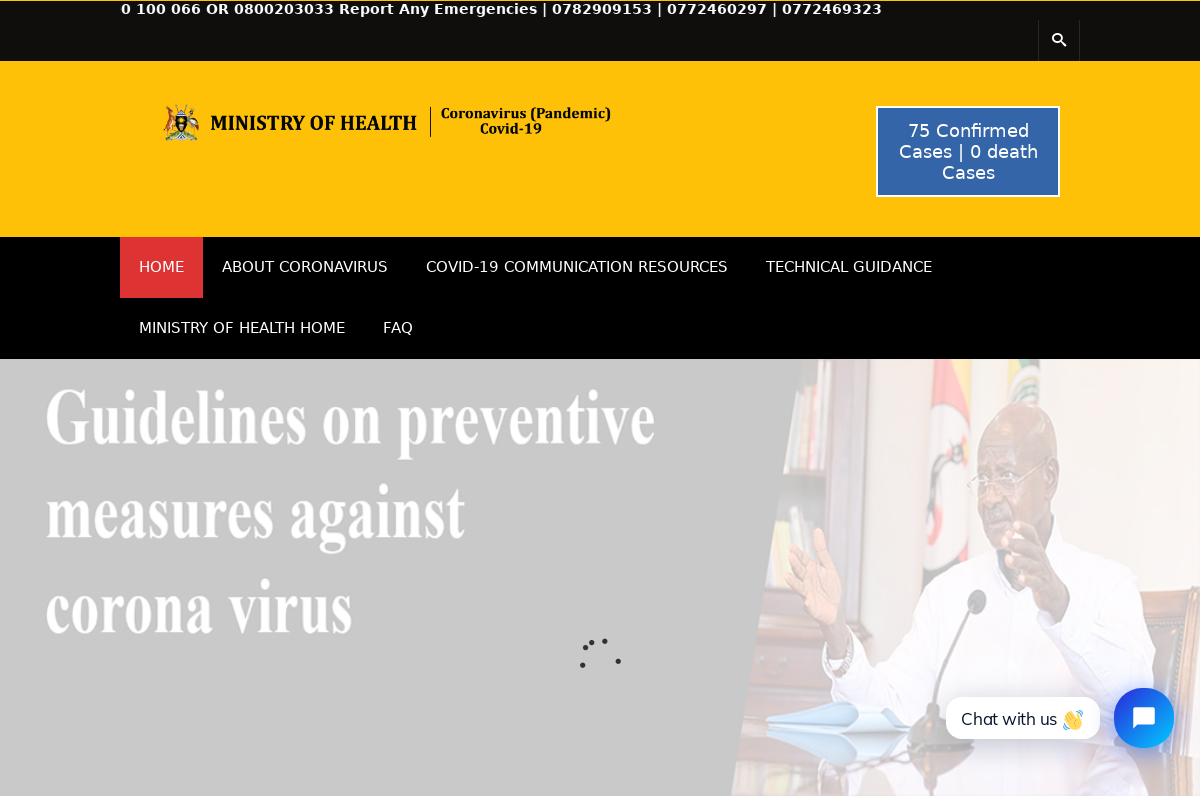 0 100 066 OR 0800203033 Report Any Emergencies | 0782909153 | 0772460297 | 0772469323
MINISTRY OF HEALTH
Coronavirus (Pandemic)
Covid-19
75 Confirmed
Cases | 0 death
Cases
HOME
ABOUT CORONAVIRUS
COVID-19 COMMUNICATION RESOURCES
TECHNICAL GUIDANCE
MINISTRY OF HEALTH HOME
FAQ
Guidelines on preventive
measures against
corona virus
Chat with us 👋